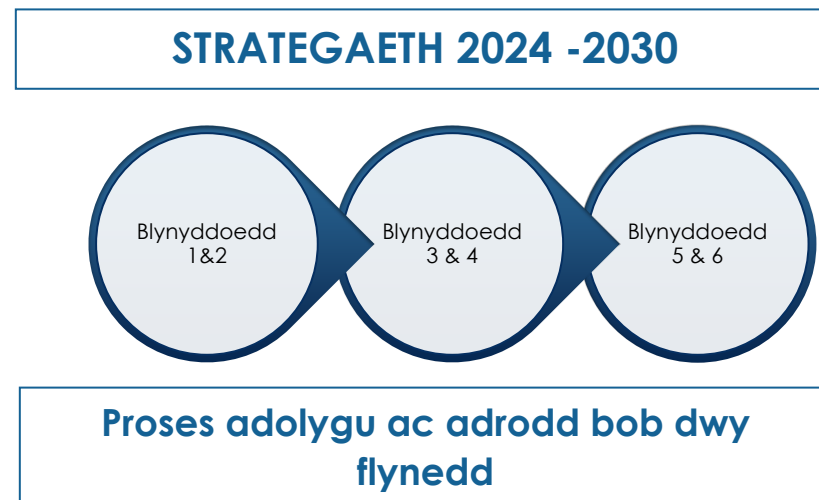 STRATEGAETH 2024 -2030
Blynyddoedd
1&2
Blynyddoedd
3 & 4
Blynyddoedd
5 & 6
Proses adolygu ac adrodd bob dwy
flynedd